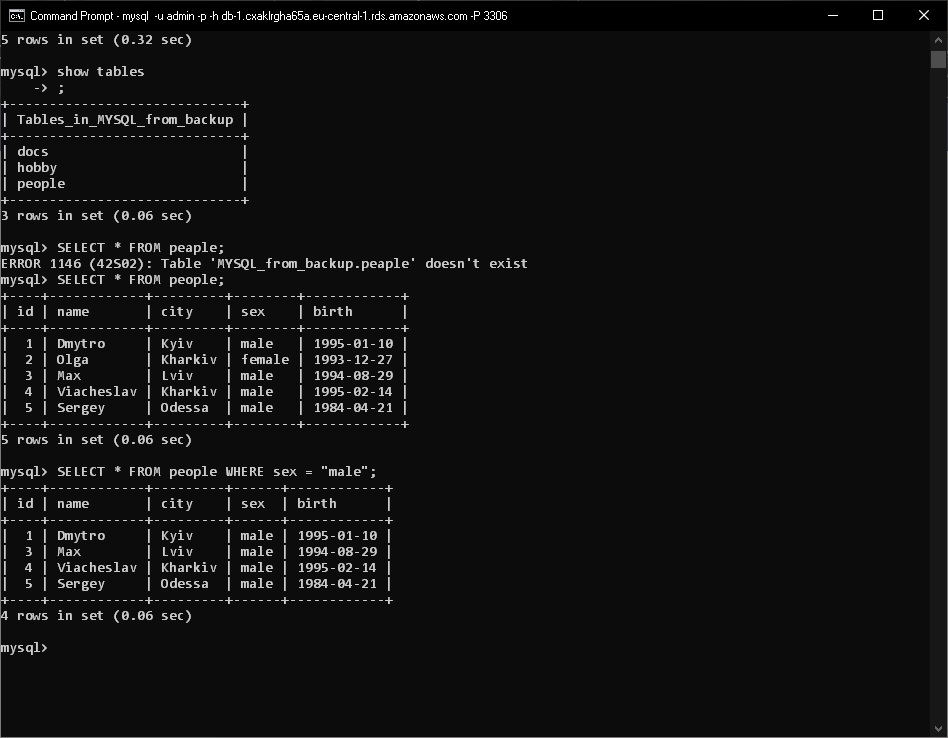 Command Prompt - mysql  -u admin -p -h db-1.cxaklrgha65a.eu-central-1.rds.amazonaws.com -P 3306
5 rows in set (0.32 sec)
mysql> show tables
    -> ;
+-----------------------------+
| Tables_in_MYSQL_from_backup |
+-----------------------------+
| docs                        |
| hobby                       |
| people                      |
+-----------------------------+
3 rows in set (0.06 sec)
mysql> SELECT * FROM peaple;
ERROR 1146 (42S02): Table 'MYSQL_from_backup.peaple' doesn't exist
mysql> SELECT * FROM people;
+----+------------+---------+--------+------------+
| id | name       | city    | sex    | birth      |
+----+------------+---------+--------+------------+
|  1 | Dmytro     | Kyiv    | male   | 1995-01-10 |
|  2 | Olga       | Kharkiv | female | 1993-12-27 |
|  3 | Max        | Lviv    | male   | 1994-08-29 |
|  4 | Viacheslav | Kharkiv | male   | 1995-02-14 |
|  5 | Sergey     | Odessa  | male   | 1984-04-21 |
+----+------------+---------+--------+------------+
5 rows in set (0.06 sec)
mysql> SELECT * FROM people WHERE sex = "male";
+----+------------+---------+------+------------+
| id | name       | city    | sex  | birth      |
+----+------------+---------+------+------------+
|  1 | Dmytro     | Kyiv    | male | 1995-01-10 |
|  3 | Max        | Lviv    | male | 1994-08-29 |
|  4 | Viacheslav | Kharkiv | male | 1995-02-14 |
|  5 | Sergey     | Odessa  | male | 1984-04-21 |
+----+------------+---------+------+------------+
4 rows in set (0.06 sec)
mysql>